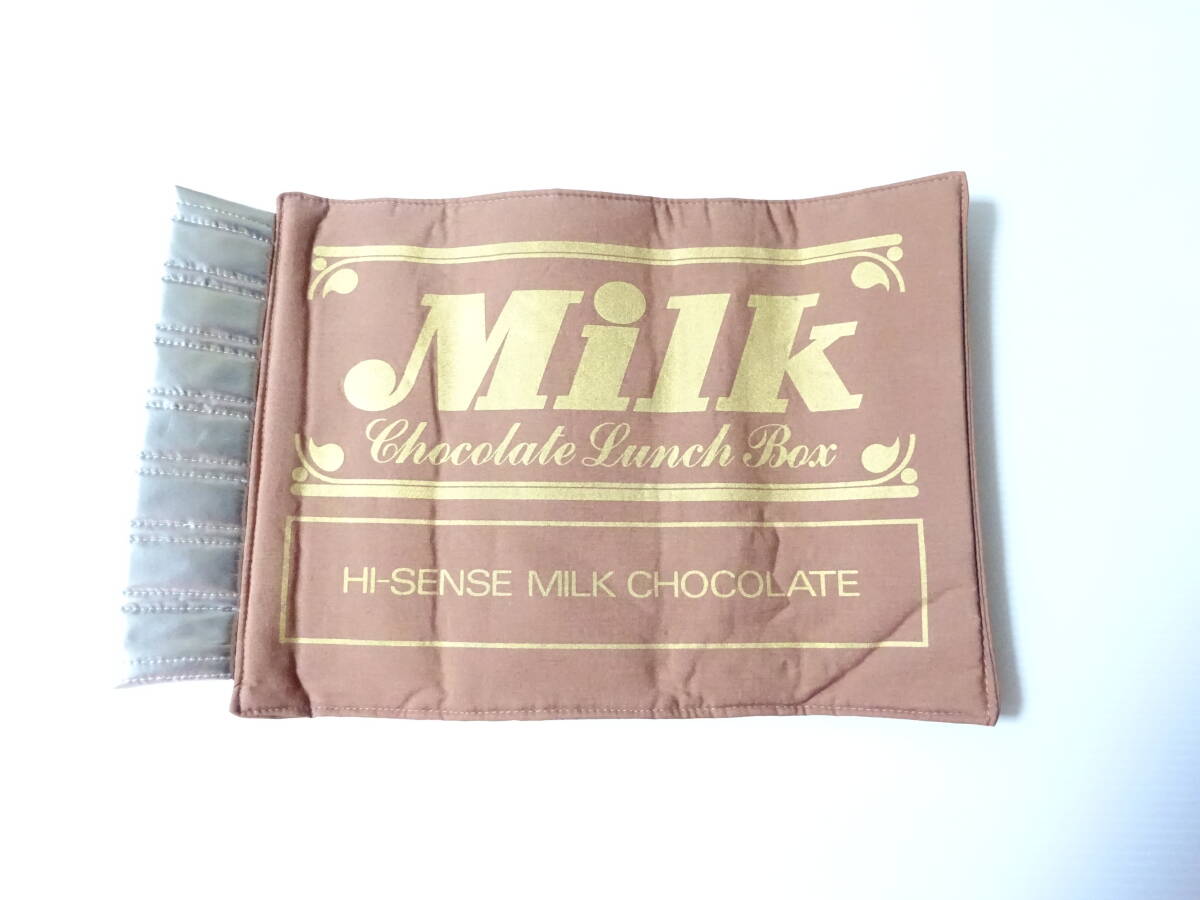 Milk
Chocolate Lunch Box
HI-SENSE MILK CHOCOLATE